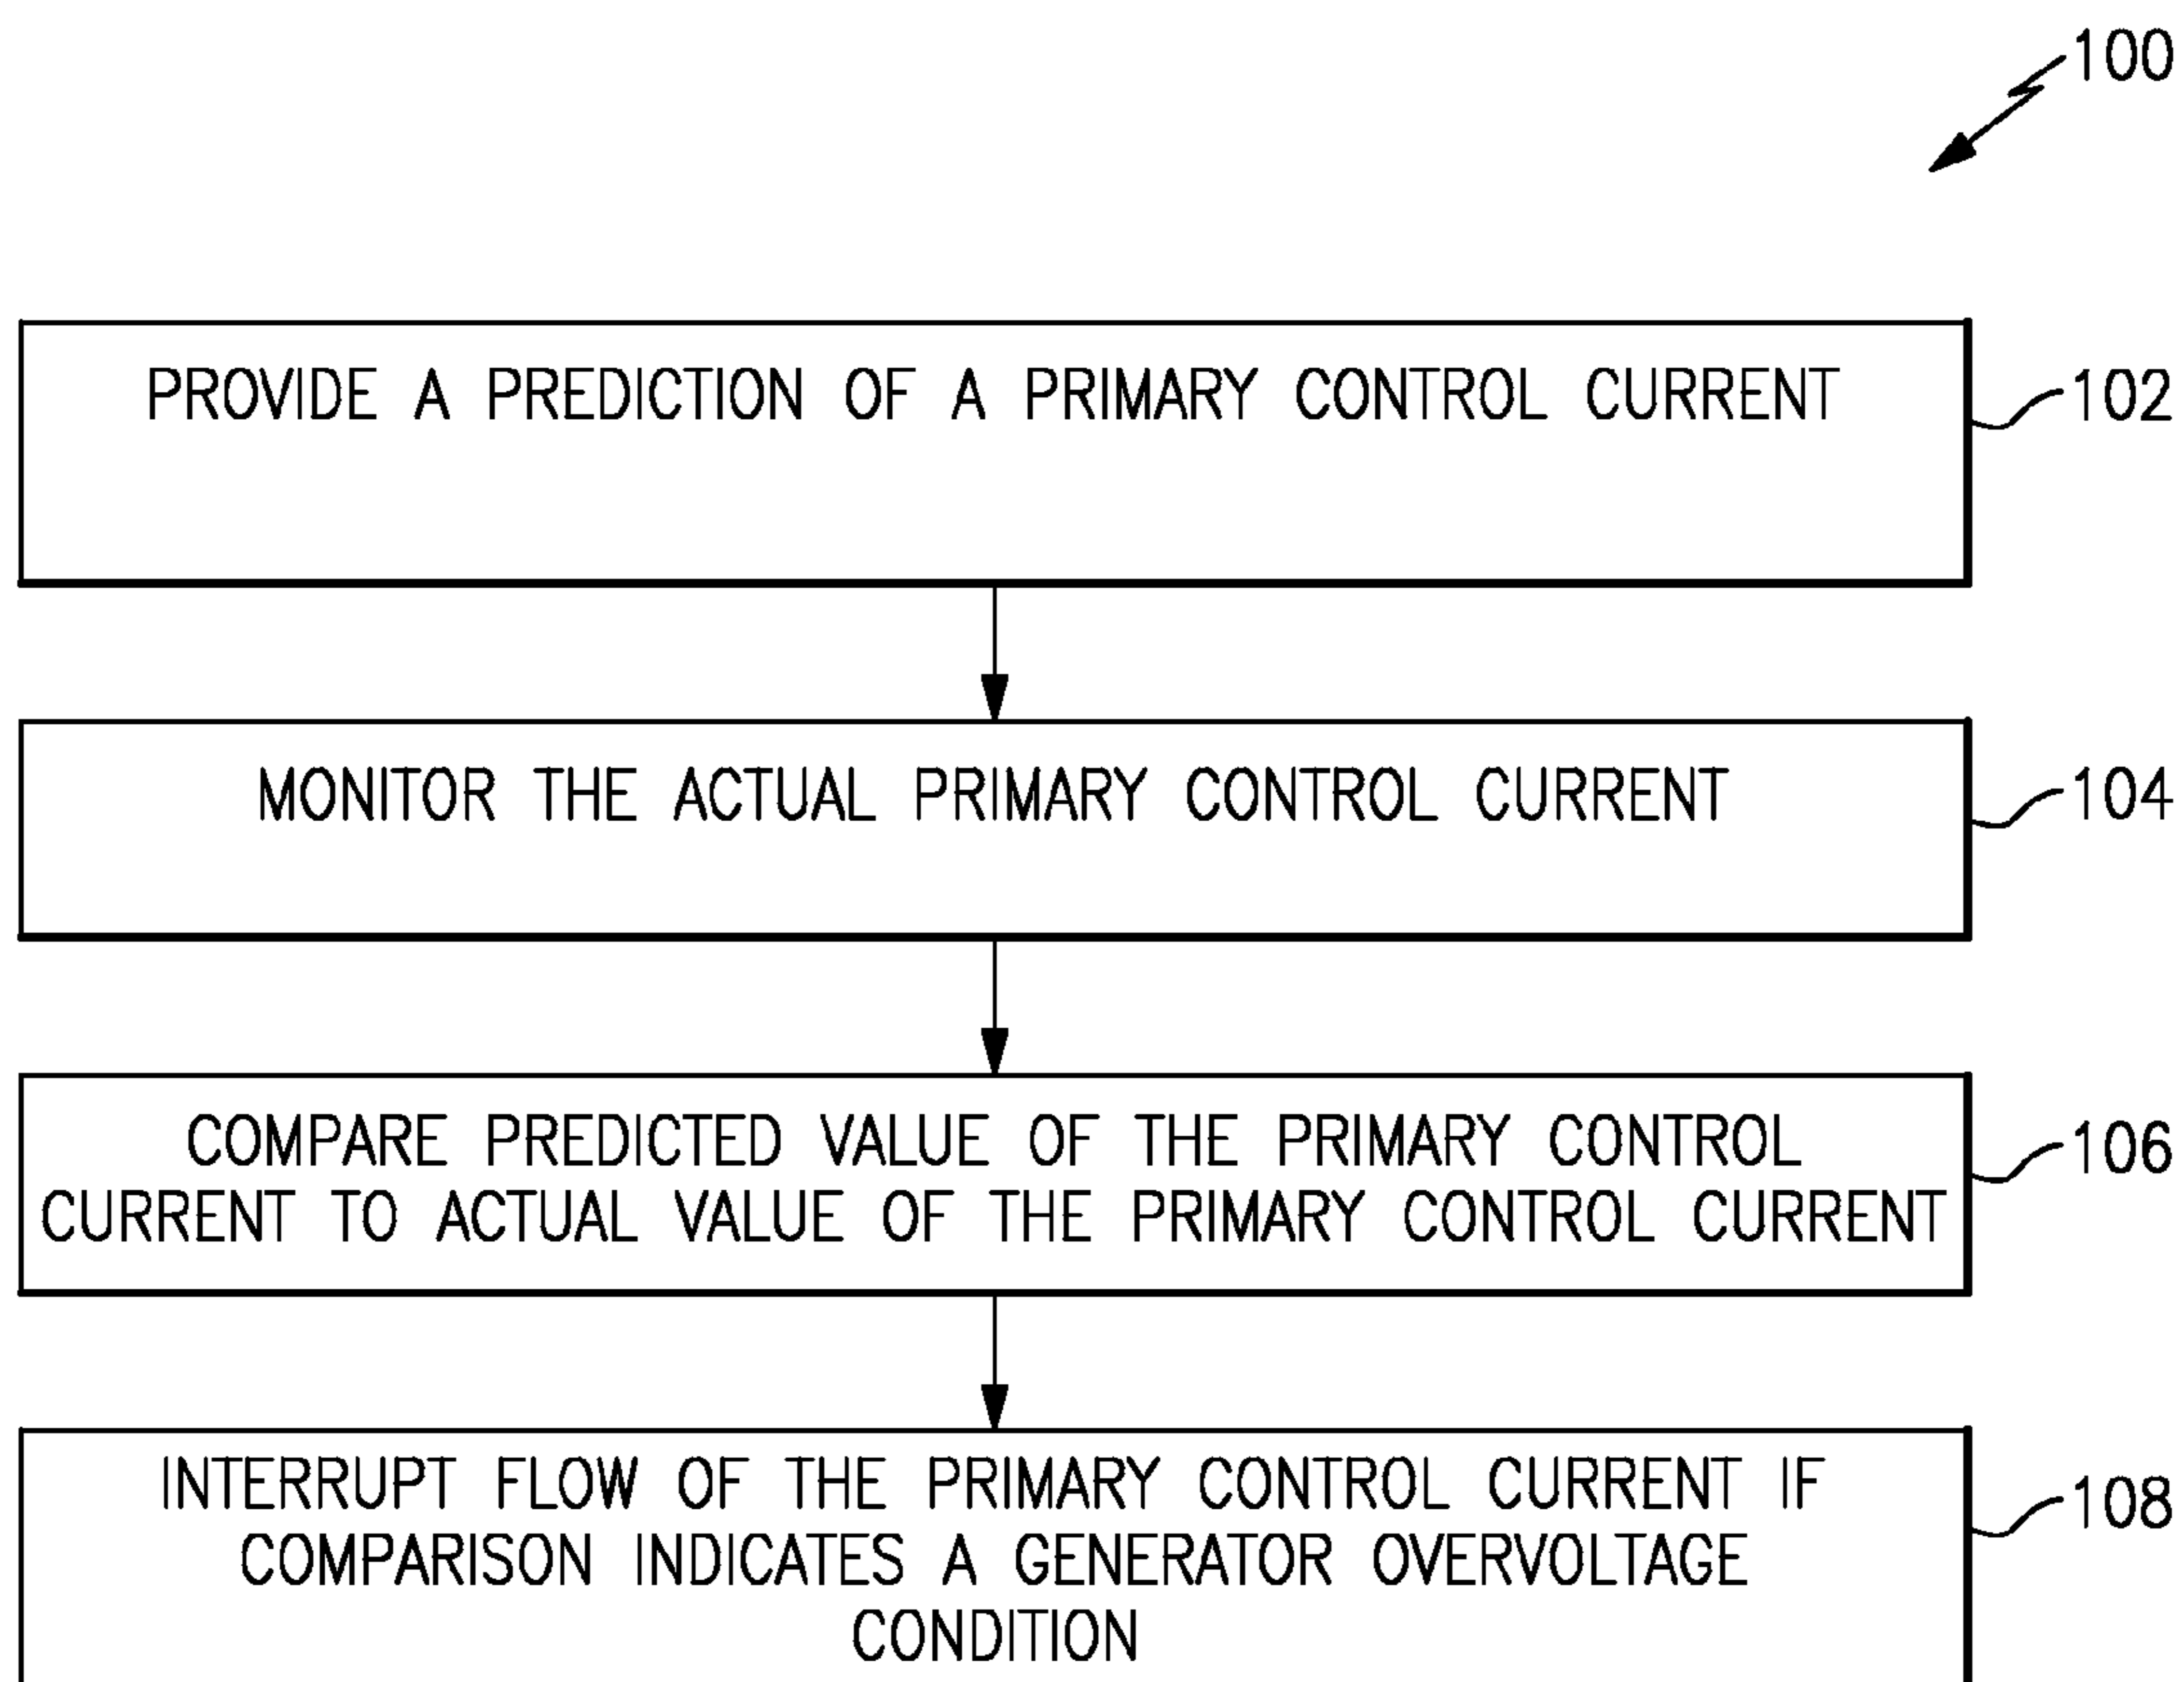 100
PROVIDE A PREDICTION OF A PRIMARY CONTROL CURRENT
102
MONITOR THE ACTUAL PRIMARY CONTROL CURRENT
104
COMPARE PREDICTED VALUE OF THE PRIMARY CONTROL
CURRENT TO ACTUAL VALUE OF THE PRIMARY CONTROL CURRENT
106
INTERRUPT FLOW OF THE PRIMARY CONTROL CURRENT IF
COMPARISON INDICATES A GENERATOR OVERVOLTAGE
CONDITION
108